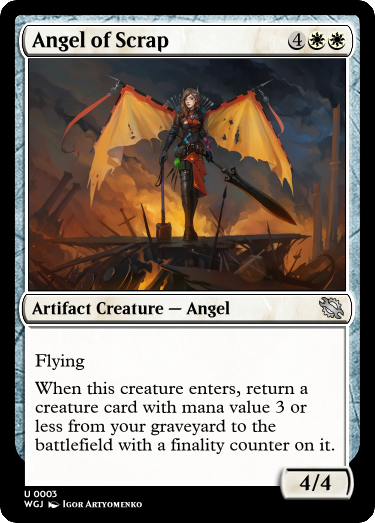 Angel of Scrap 4
Artifact Creature — Angel
Flying
When this creature enters, return a
creature card with mana value 3 or
less from your graveyard to the
battlefield with a finality counter on it.
4/4
U 0003
WGJ Igor Artyomenko